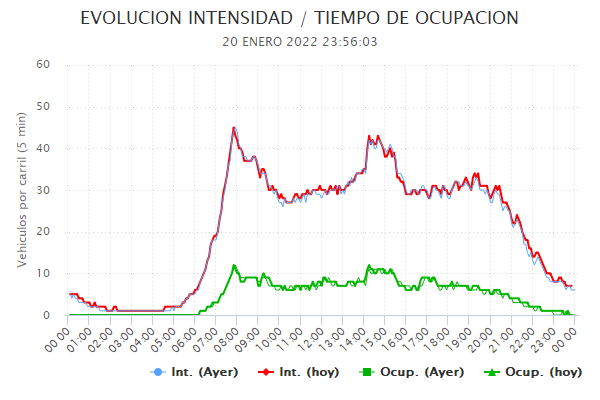 EVOLUCION INTENSIDAD / TIEMPO DE OCUPACION
20 ENERO 2022 23:56:03
Vehiculos por carril (5 min)
60
50
40
30
20
10
0
00:00 01:00 02:00 03:00 04:00 05:00 06:00 07:00 08:00 09:00 10:00 11:00 12:00 13:00 14:00 15:00 16:00 17:00 18:00 19:00 20:00 21:00 22:00 23:00 00:00
Int. (Ayer) Int. (hoy) Ocup. (Ayer) Ocup. (hoy)